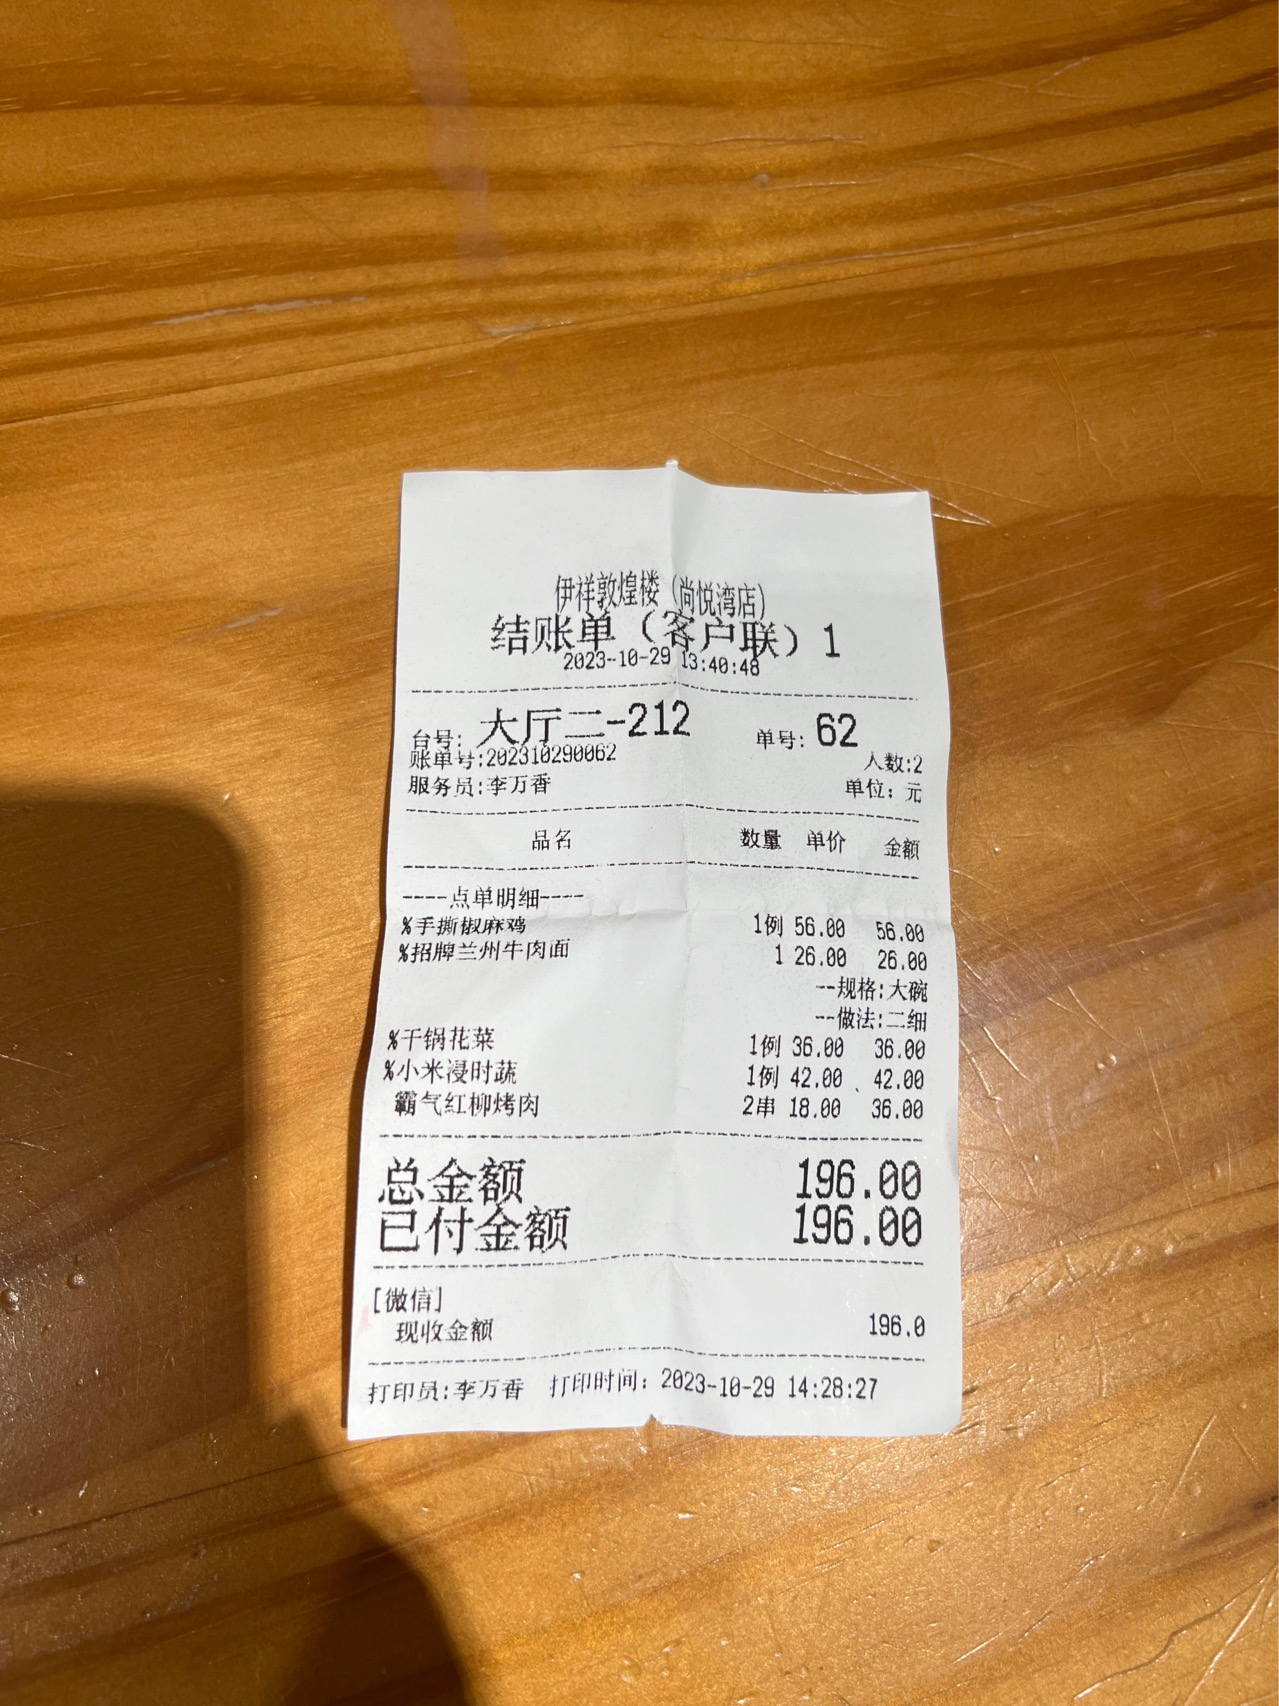 伊祥敦煌楼（尚悦湾店）
结账单（客户联）1
2023-10-29 13:40:48
台号: 大厅二-212 单号: 62
账单号:202310290062 人数:2
服务员:李万香 单位: 元
品名 数量 单价 金额
----点单明细----
%手撕椒麻鸡 1例 56.00 56.00
%招牌兰州牛肉面 1 26.00 26.00
--规格:大碗
--做法:二细
%干锅花菜 1例 36.00 36.00
%小米浸时蔬 1例 42.00 42.00
霸气红柳烤肉 2串 18.00 36.00
总金额 196.00
已付金额 196.00
[微信]
现收金额 196.0
打印员:李万香 打印时间: 2023-10-29 14:28:27